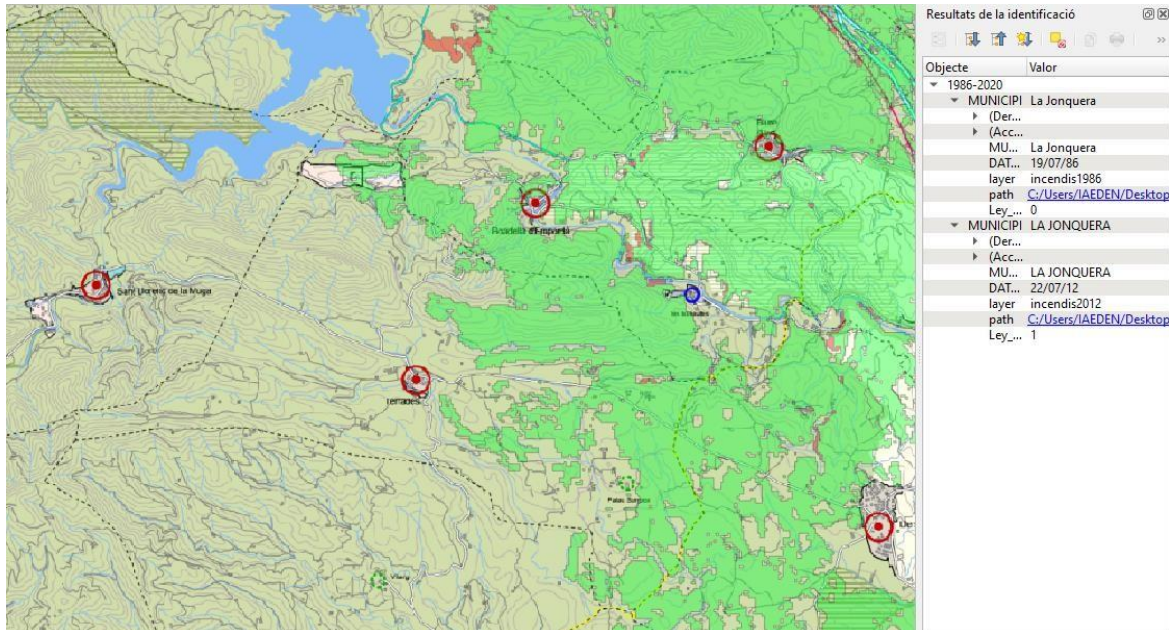 Resultats de la identificació
»
Objecte Valor
1986-2020
MUNICIPI La Jonquera
(Der...
(Acc...
MU... La Jonquera
DAT... 19/07/86
layer incendis1986
path C:/Users/IAEDEN/Desktop
Ley_... 0
MUNICIPI LA JONQUERA
(Der...
(Acc...
MU... LA JONQUERA
DAT... 22/07/12
layer incendis2012
path C:/Users/IAEDEN/Desktop
Ley_... 1
Sant Llorenç de la Muga
Terrades